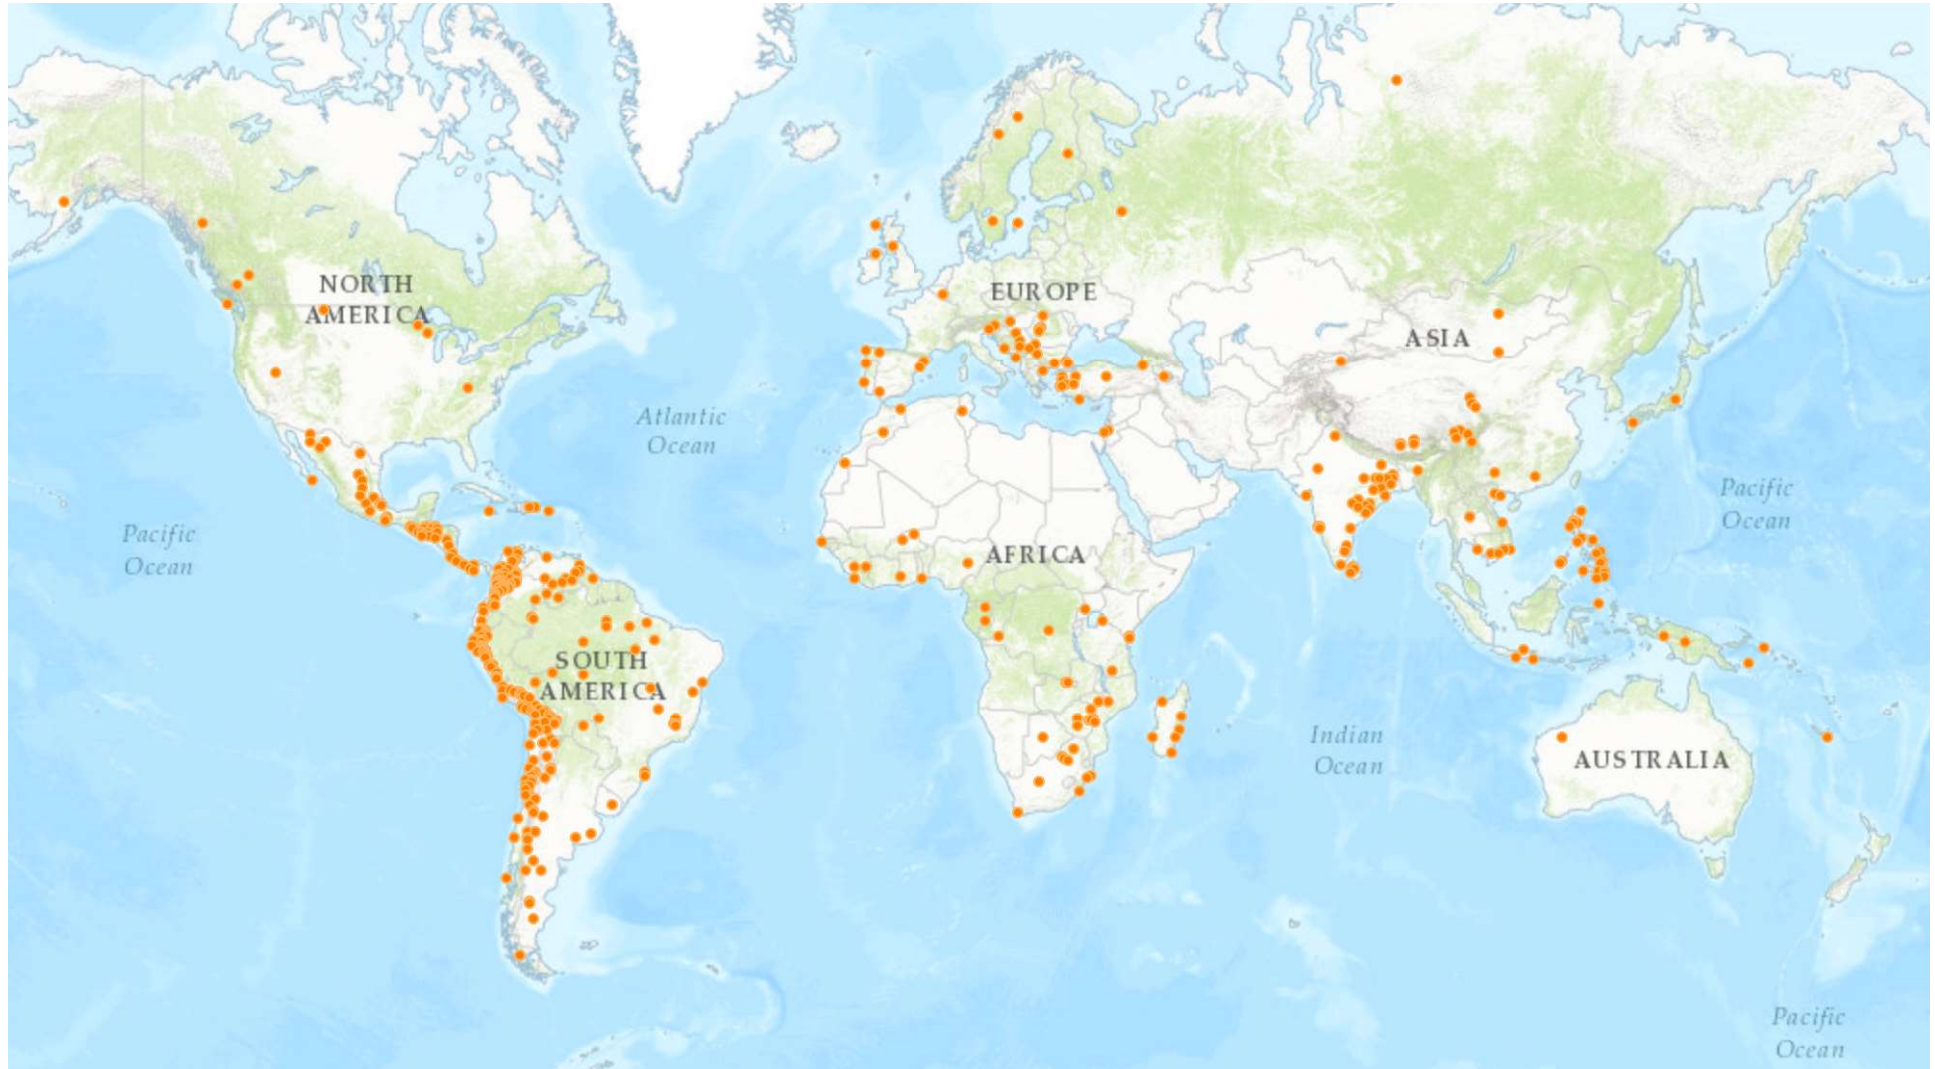 NORTH
AMERICA
EUROPE
ASIA
Atlantic
Ocean
Pacific
Ocean
Pacific
Ocean
AFRICA
SOUTH
AMERICA
Indian
Ocean
AUSTRALIA
Pacific
Ocean